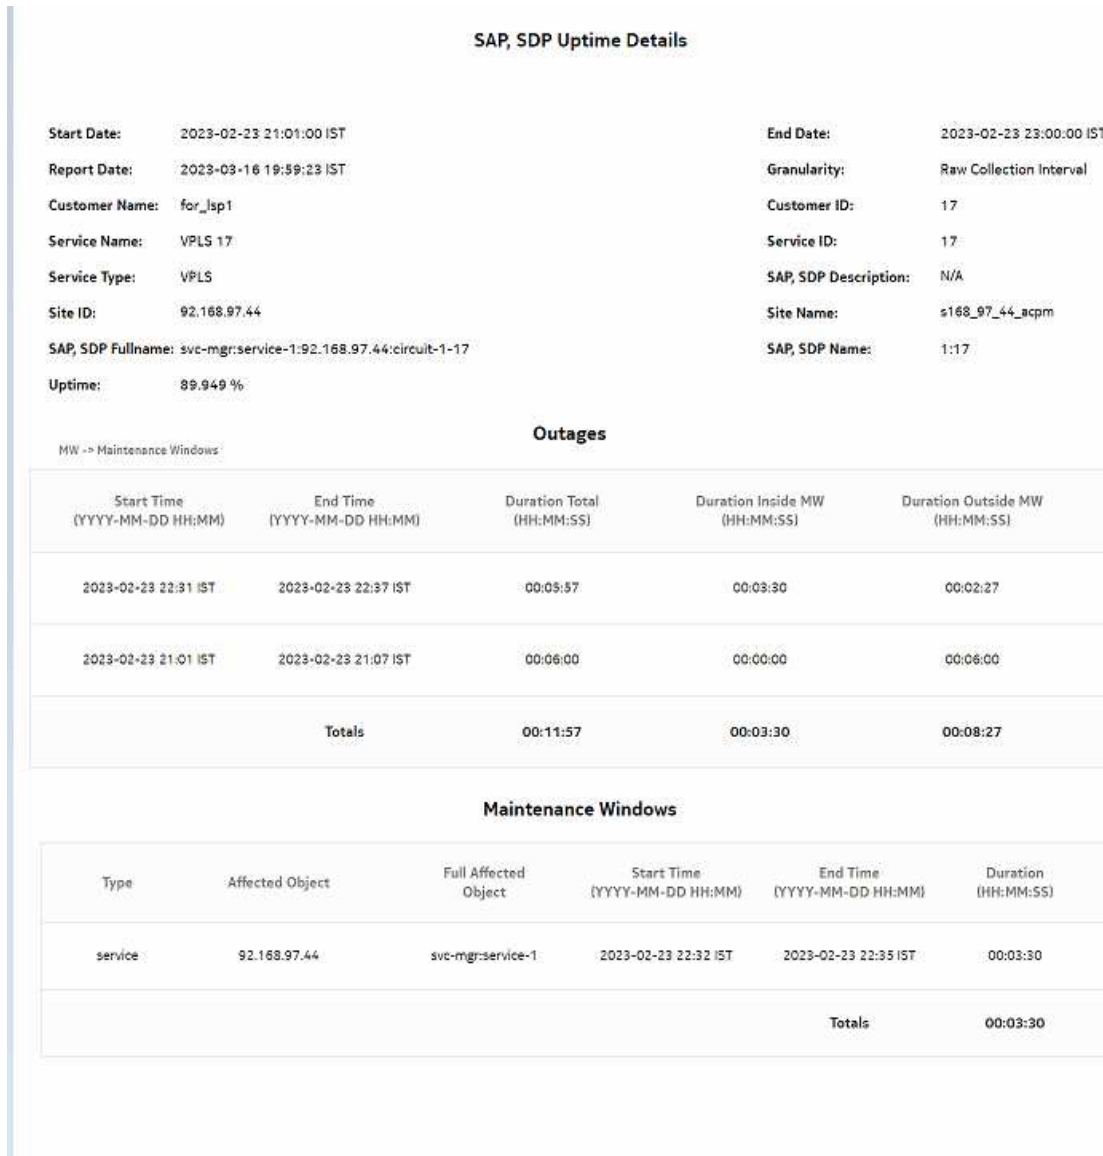 SAP, SDP Uptime Details
Start Date: 2023-02-23 21:01:00 IST End Date: 2023-02-23 23:00:00 IST
Report Date: 2023-03-16 19:59:23 IST Granularity: Raw Collection Interval
Customer Name: for_lsp1 Customer ID: 17
Service Name: VPLS 17 Service ID: 17
Service Type: VPLS SAP, SDP Description: N/A
Site ID: 92.168.97.44 Site Name: s168_97_44_acpm
SAP, SDP Fullname: svc-mgr:service-1:92.168.97.44:circuit-1-17 SAP, SDP Name: 1:17
Uptime: 89.949 %
Outages
MW -> Maintenance Windows
Start Time End Time Duration Total Duration Inside MW Duration Outside MW
(YYYY-MM-DD HH:MM) (YYYY-MM-DD HH:MM) (HH:MM:SS) (HH:MM:SS) (HH:MM:SS)
2023-02-23 22:31 IST 2023-02-23 22:37 IST 00:05:57 00:03:30 00:02:27
2023-02-23 21:01 IST 2023-02-23 21:07 IST 00:06:00 00:00:00 00:06:00
Totals 00:11:57 00:03:30 00:08:27
Maintenance Windows
Type Affected Object Full Affected Object Start Time (YYYY-MM-DD HH:MM) End Time (YYYY-MM-DD HH:MM) Duration (HH:MM:SS)
service 92.168.97.44 svc-mgr:service-1 2023-02-23 22:32 IST 2023-02-23 22:35 IST 00:03:30
Totals 00:03:30